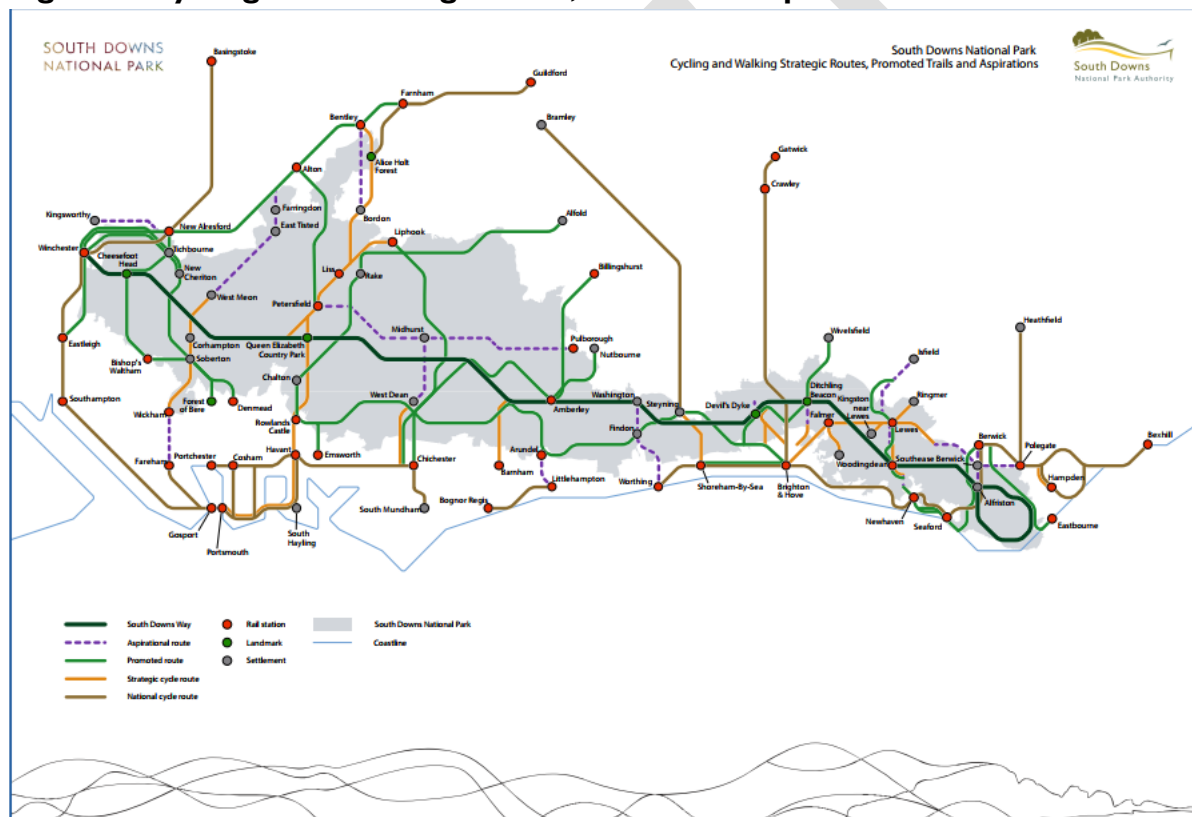 SOUTH DOWNS
NATIONAL PARK
South Downs National Park
Cycling and Walking Strategic Routes, Promoted Trails and Aspirations
South Downs
National Park Authority
Basingstoke
Guildford
Farnham
Bentley
Bramley
Alice Holt
Forest
Gatwick
Alton
Crawley
Kingsworthy
Farringdon
Bordon
Alfold
New Alresford
East Tisted
Liphook
Winchester
Tichbourne
Cheesefoot
Head
New
Cheriton
Liss
Rake
Billingshurst
West Meon
Petersfield
Heathfield
Wivelsfield
Eastleigh
Corhampton
Queen Elizabeth
Country Park
Midhurst
Pulborough
Nutbourne
Isfield
Bishop's
Waltham
Soberton
Chalton
Southampton
Forest
of Bere
Denmead
West Dean
Amberley
Washington
Steyning
Devil's Dyke
Ditchling
Beacon
Kingston
near
Lewes
Ringmer
Wickham
Rowlands
Castle
Findon
Falmer
Lewes
Fareham
Portchester
Cosham
Havant
Emsworth
Chichester
Arundel
Barnham
Littlehampton
Worthing
Shoreham-By-Sea
Brighton
& Hove
Woodingdean
Southease
Berwick
Berwick
Polegate
Bexhill
Hampden
Gosport
Portsmouth
South
Hayling
South Mundham
Bognor Regis
Newhaven
Seaford
Alfriston
Eastbourne
South Downs Way
Rail station
South Downs National Park
Aspirational route
Landmark
Coastline
Promoted route
Settlement
Strategic cycle route
National cycle route